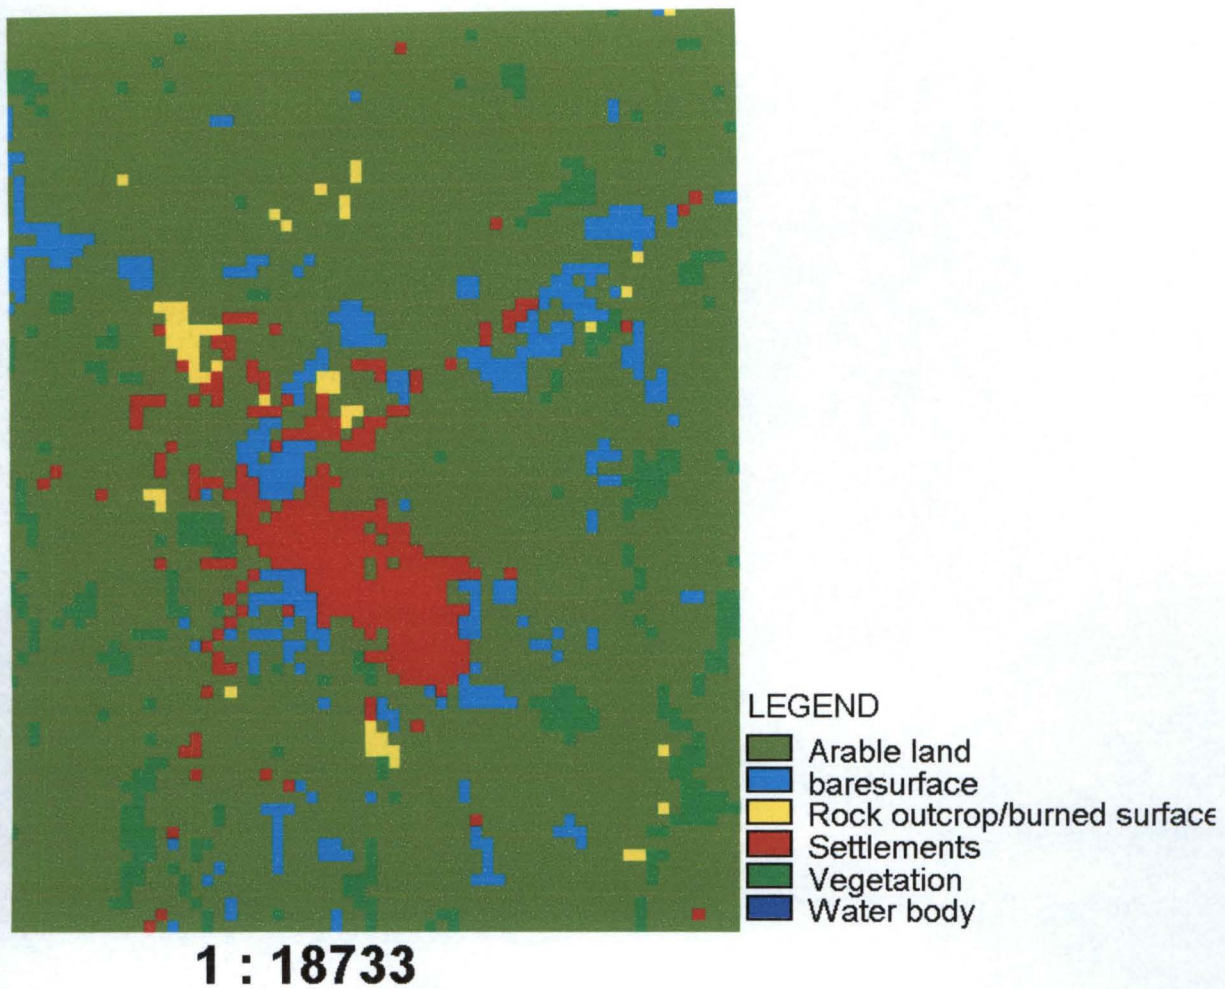 LEGEND
Arable land
baresurface
Rock outcrop/burned surface
Settlements
Vegetation
Water body
1 : 18733